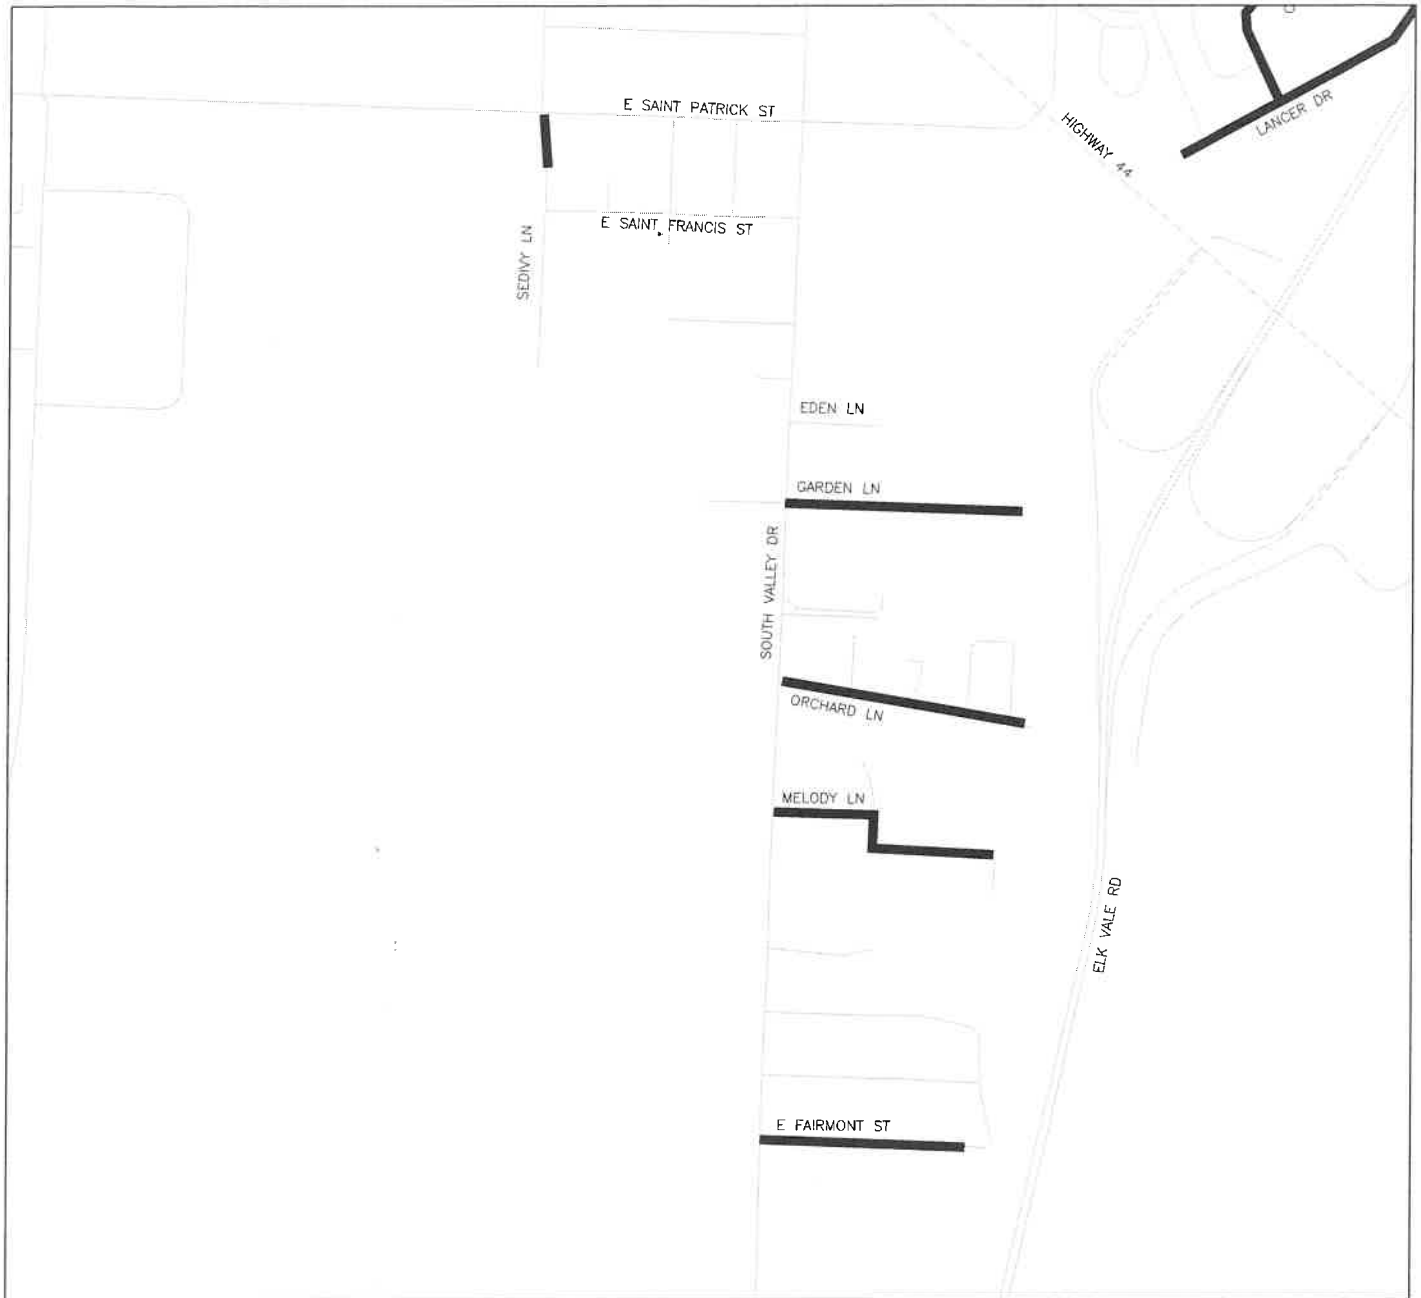 E SAINT PATRICK ST
HIGHWAY 44
LANCER DR
E SAINT FRANCIS ST
SEDIVY LN
EDEN LN
GARDEN LN
SOUTH VALLEY DR
ORCHARD LN
MELODY LN
ELK VALE RD
E FAIRMONT ST